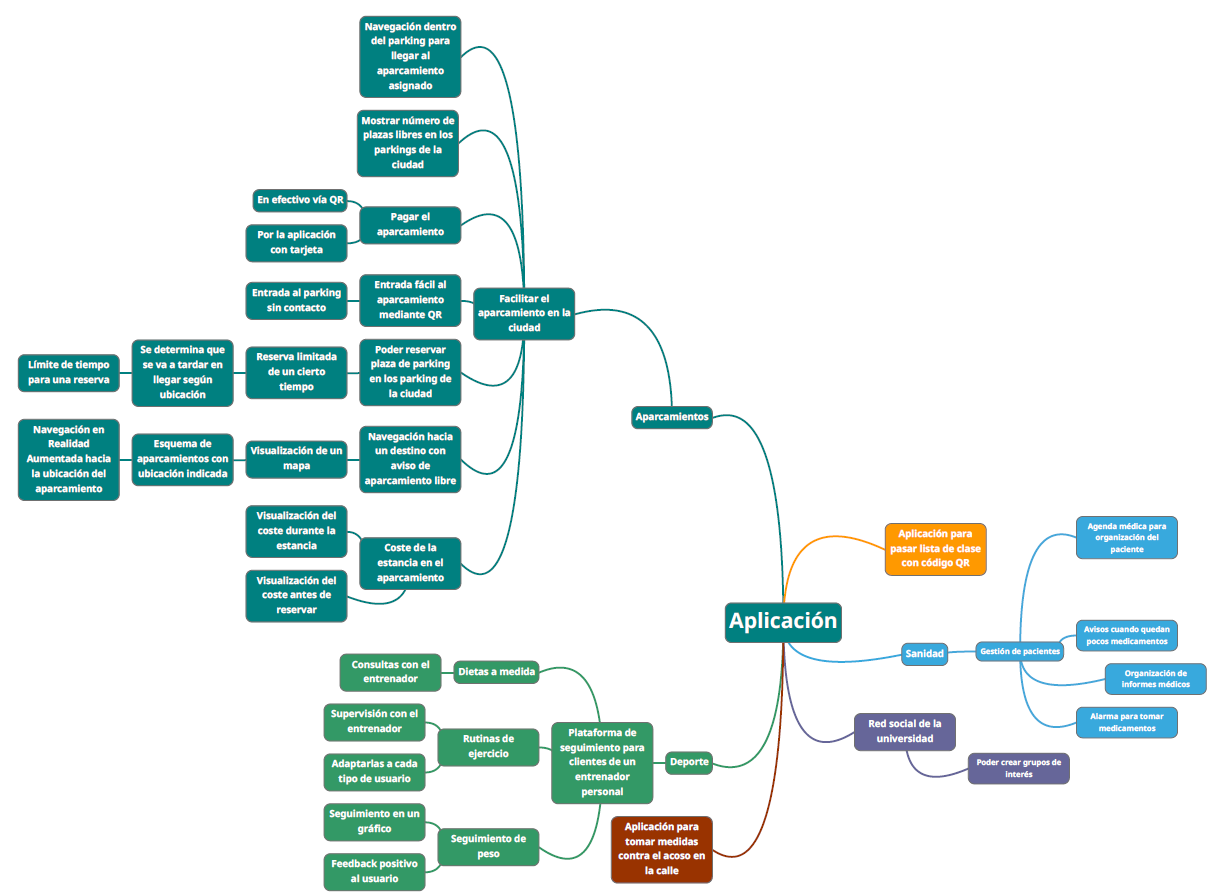 Navegación dentro
del parking para
llegar al
aparcamiento
asignado
Mostrar número de
plazas libres en los
parkings de la
ciudad
En efectivo vía QR
Por la aplicación
con tarjeta
Pagar el
aparcamiento
Entrada al parking
sin contacto
Entrada fácil al
aparcamiento
mediante QR
Facilitar el
aparcamiento en la
ciudad
Límite de tiempo
para una reserva
Se determina que
se va a tardar en
llegar según
ubicación
Reserva limitada
de un cierto
tiempo
Poder reservar
plaza de parking
en los parking de
la ciudad
Navegación en
Realidad
Aumentada hacia
la ubicación del
aparcamiento
Esquema de
aparcamientos con
ubicación indicada
Visualización de un
mapa
Navegación hacia
un destino con
aviso de
aparcamiento libre
Visualización del
coste durante la
estancia
Visualización del
coste antes de
reservar
Coste de la
estancia en el
aparcamiento
Aparcamientos
Aplicación para
pasar lista de clase
con código QR
Aplicación
Sanidad
Gestión de pacientes
Agenda médica para
organización del
paciente
Avisos cuando quedan
pocos medicamentos
Organización de
informes médicos
Alarma para tomar
medicamentos
Red social de la
universidad
Poder crear grupos de
interés
Consultas con el
entrenador
Dietas a medida
Supervisión con el
entrenador
Adaptarlas a cada
tipo de usuario
Rutinas de
ejercicio
Seguimiento en un
gráfico
Feedback positivo
al usuario
Seguimiento de
peso
Plataforma de
seguimiento para
clientes de un
entrenador
personal
Deporte
Aplicación para
tomar medidas
contra el acoso en
la calle